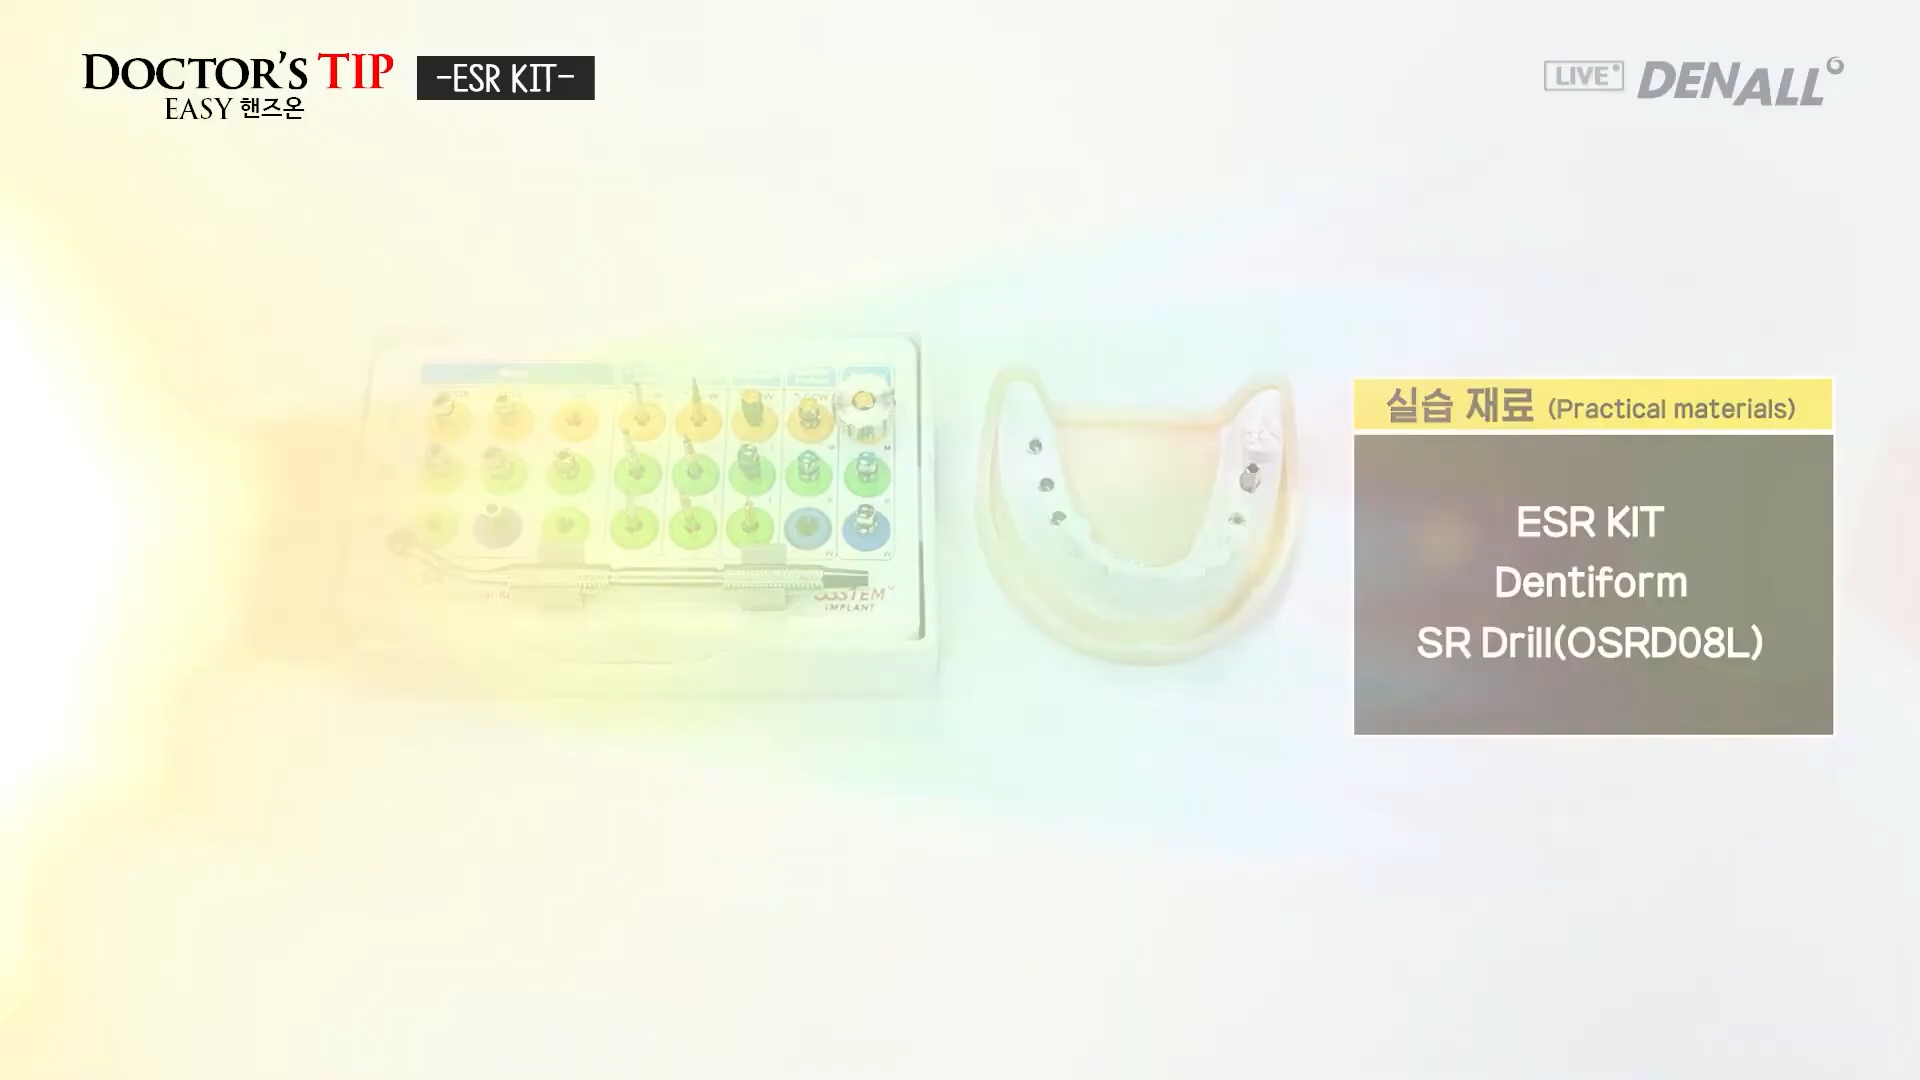 DOCTOR'S TIP
EASY 핸즈온
-ESR KIT-
LIVE
DENALL
실습 재료 (Practical materials)
ESR KIT
Dentiform
SR Drill(OSRD08L)
IMPLANT